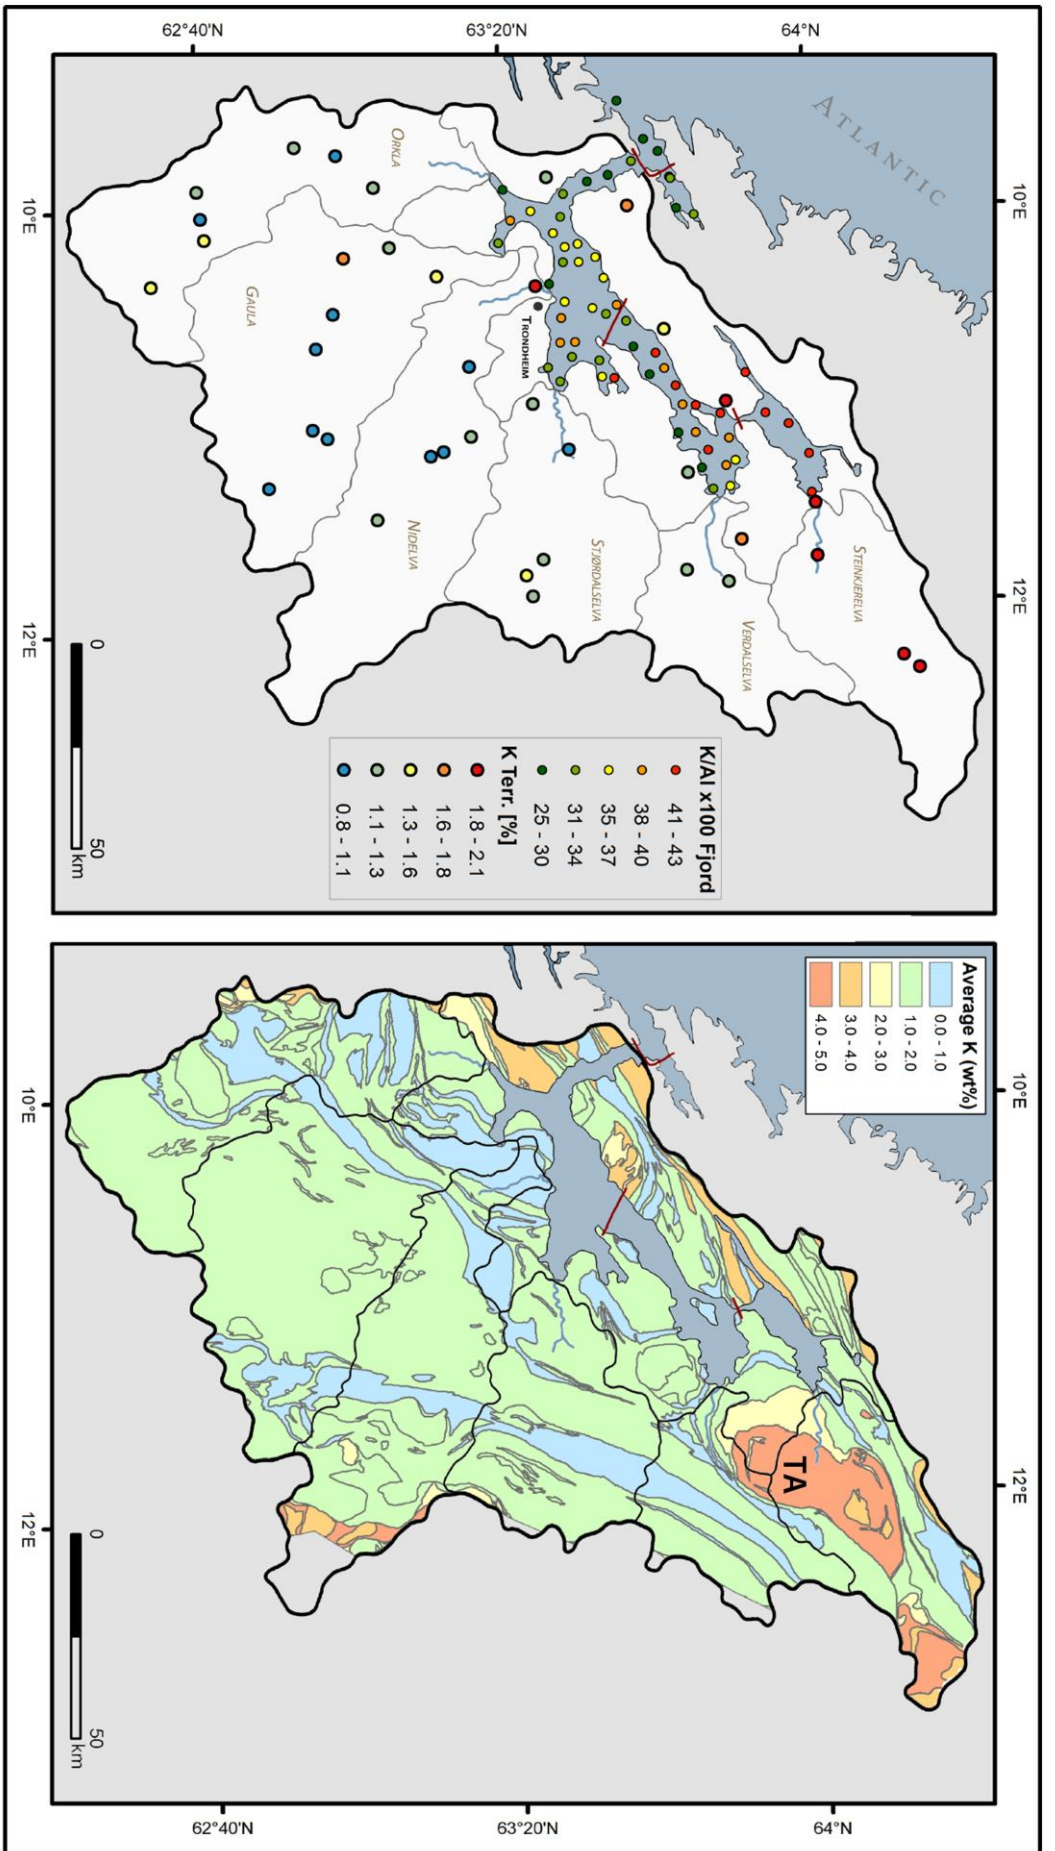 62°40'N
63°20'N
64°N
ATLANTIC
10°E
10°E
ORKLA
GAULA
TRONDHEIM
NIDELVA
STJØRDALSELVA
STEINKJERELVA
VERDALSELVA
12°E
12°E
0
50
km
K/Al x100 Fjord
41 - 43
38 - 40
35 - 37
31 - 34
25 - 30
K Terr. [%]
1.8 - 2.1
1.6 - 1.8
1.3 - 1.6
1.1 - 1.3
0.8 - 1.1
Average K (wt%)
0.0 - 1.0
1.0 - 2.0
2.0 - 3.0
3.0 - 4.0
4.0 - 5.0
10°E
10°E
TA
12°E
12°E
0
50
km
62°40'N
63°20'N
64°N